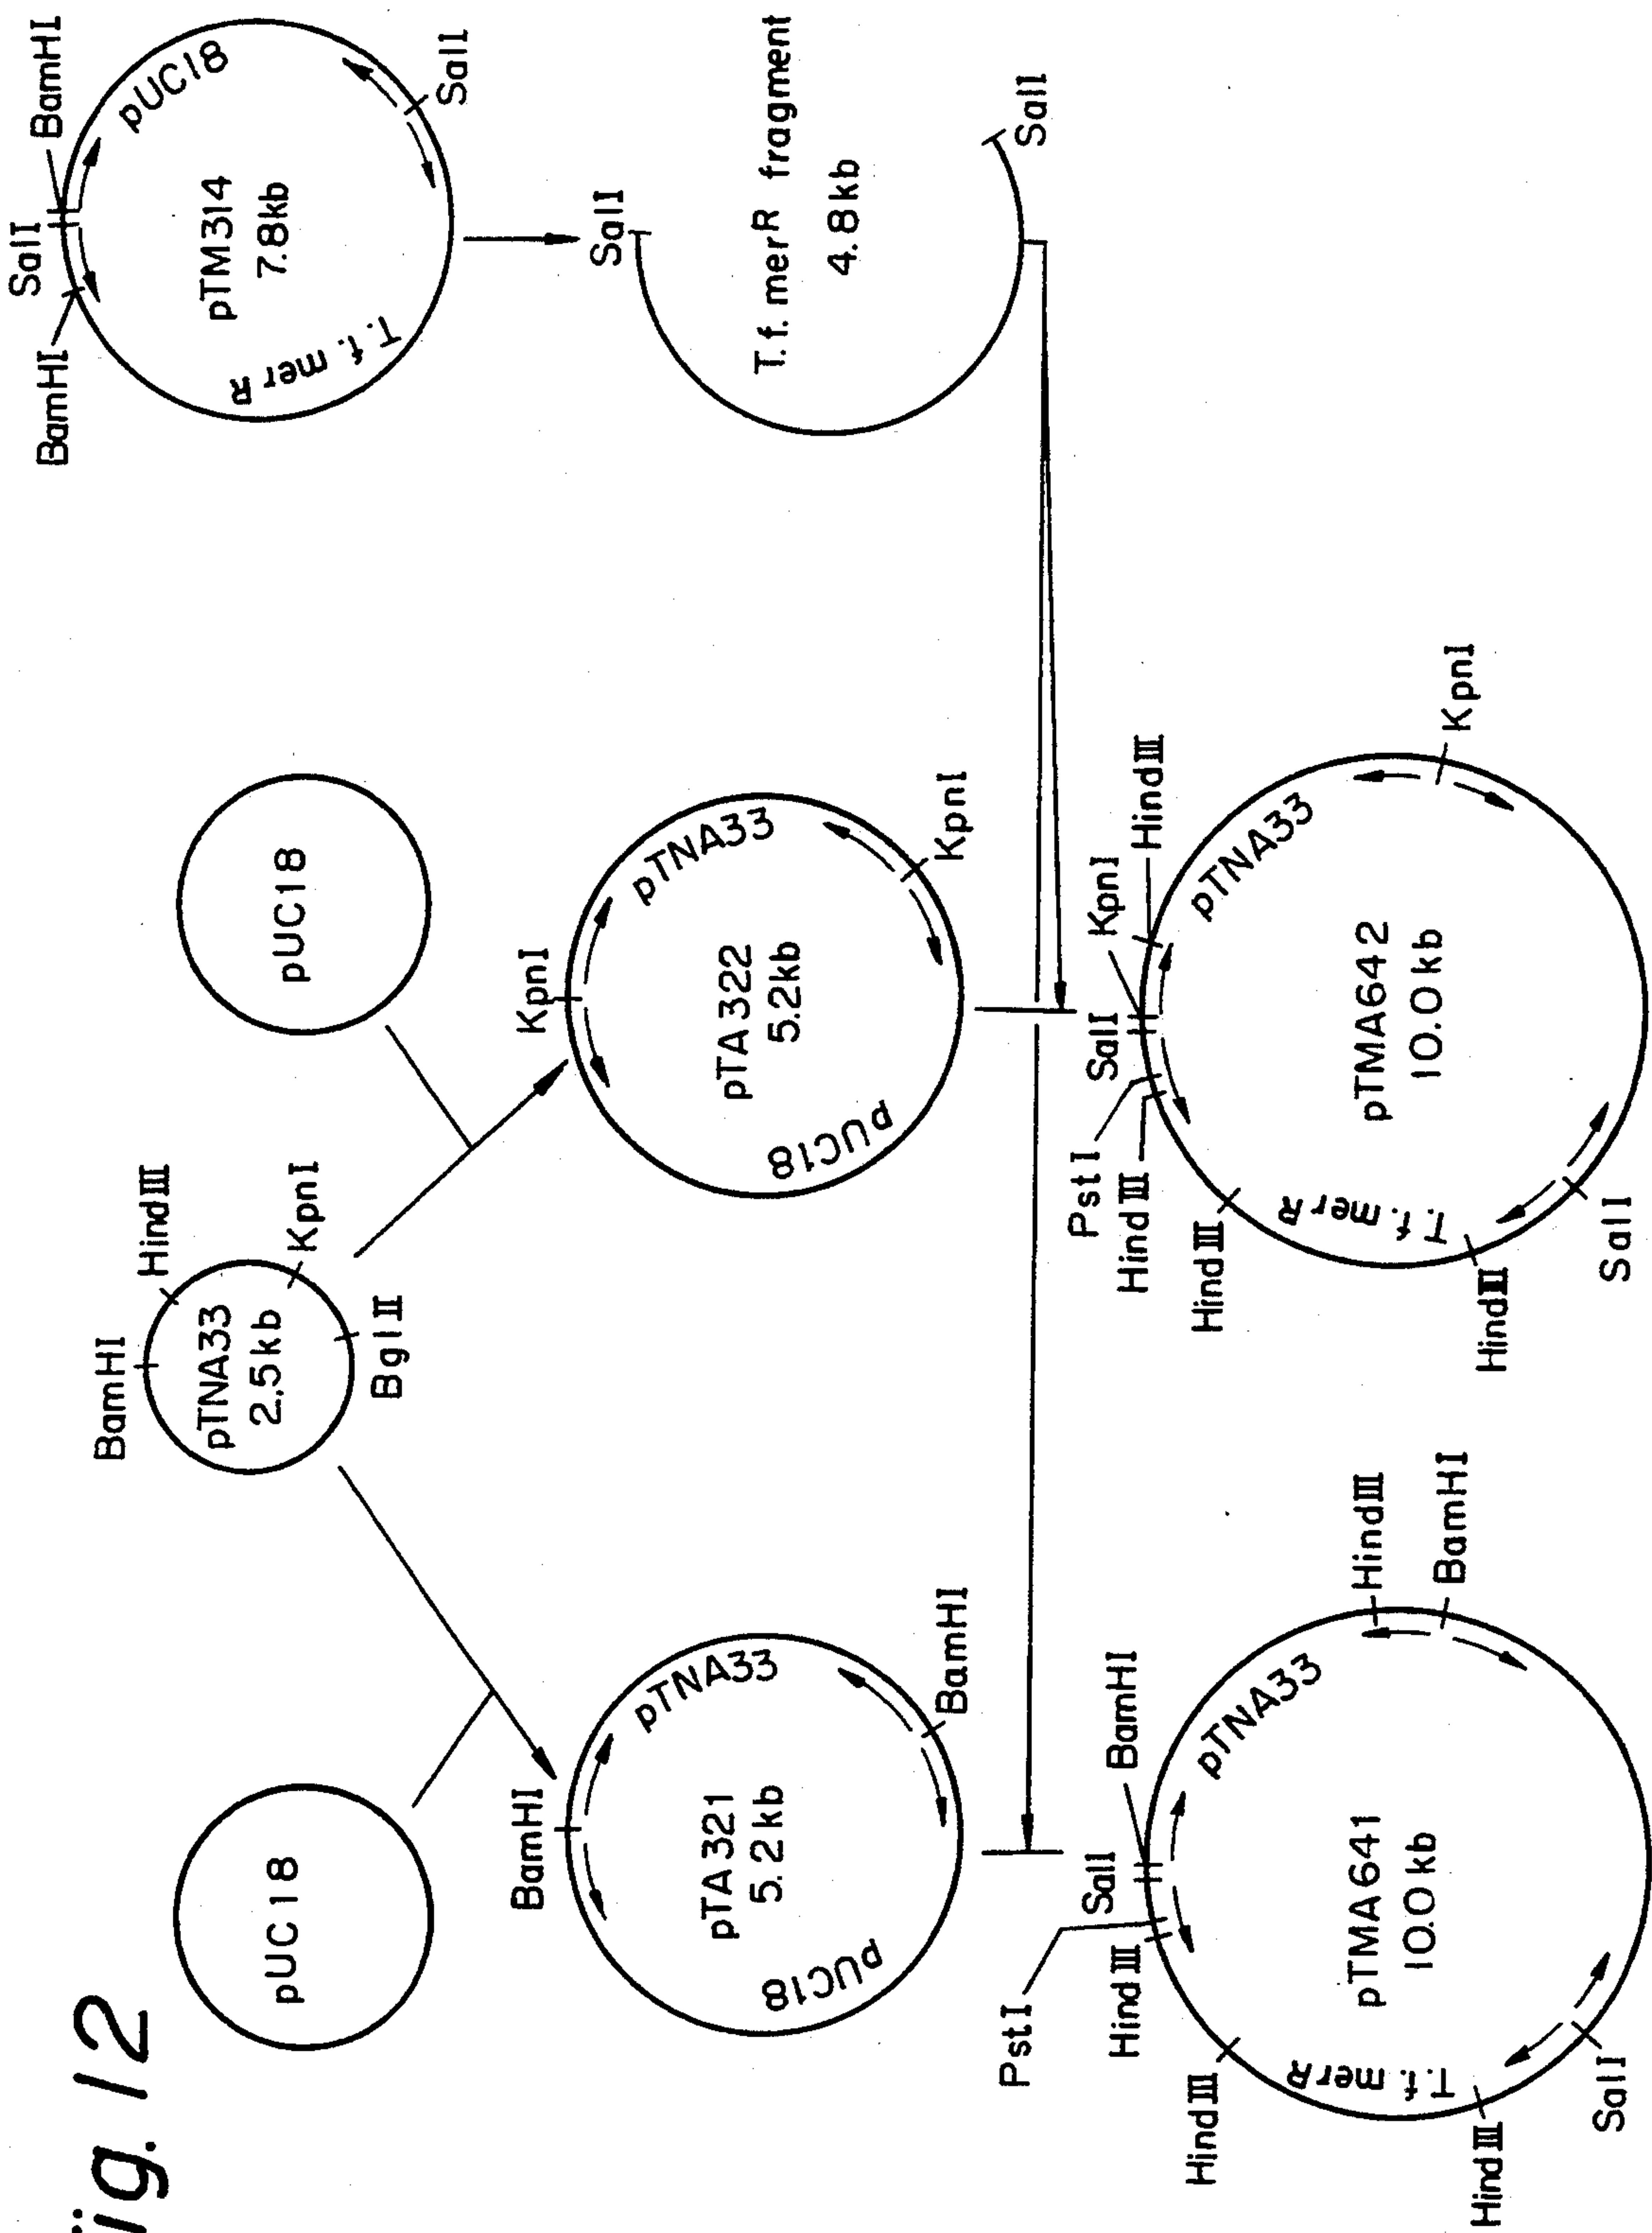 Fig. 12
pUC18
BamHI
HindIII
pTNA33
2.5kb
KpnI
BglII
pUC18
SalI
BamHI
BamHI
pUC18
pTM314
7.8kb
T.f. merR
SalI
BamHI
pTNA33
pTA321
5.2kb
pUC18
BamHI
KpnI
pTNA33
pTA322
5.2kb
pUC18
KpnI
SalI
T.f. merR fragment
4.8kb
SalI
PstI
SalI
BamHI
HindIII
HindIII
pTNA33
HindIII
BamHI
pTMA641
10.0kb
T.f. merR
HindIII
SalI
PstI
SalI
KpnI
HindIII
HindIII
HindIII
pTNA33
KpnI
pTMA642
10.0kb
T.f. merR
HindIII
SalI